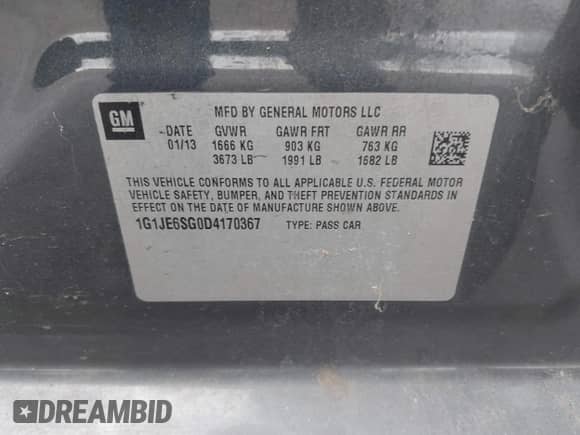 GM
MFD BY GENERAL MOTORS LLC
DATE GVWR GAWR FRT GAWR RR
01/13 1666 KG 903 KG 763 KG
3673 LB 1991 LB 1682 LB
THIS VEHICLE CONFORMS TO ALL APPLICABLE U.S. FEDERAL MOTOR
VEHICLE SAFETY, BUMPER, AND THEFT PREVENTION STANDARDS
IN EFFECT ON THE DATE OF MANUFACTURE SHOWN ABOVE.
1G1JE6SG0D4170367 TYPE: PASS CAR
DREAMBID